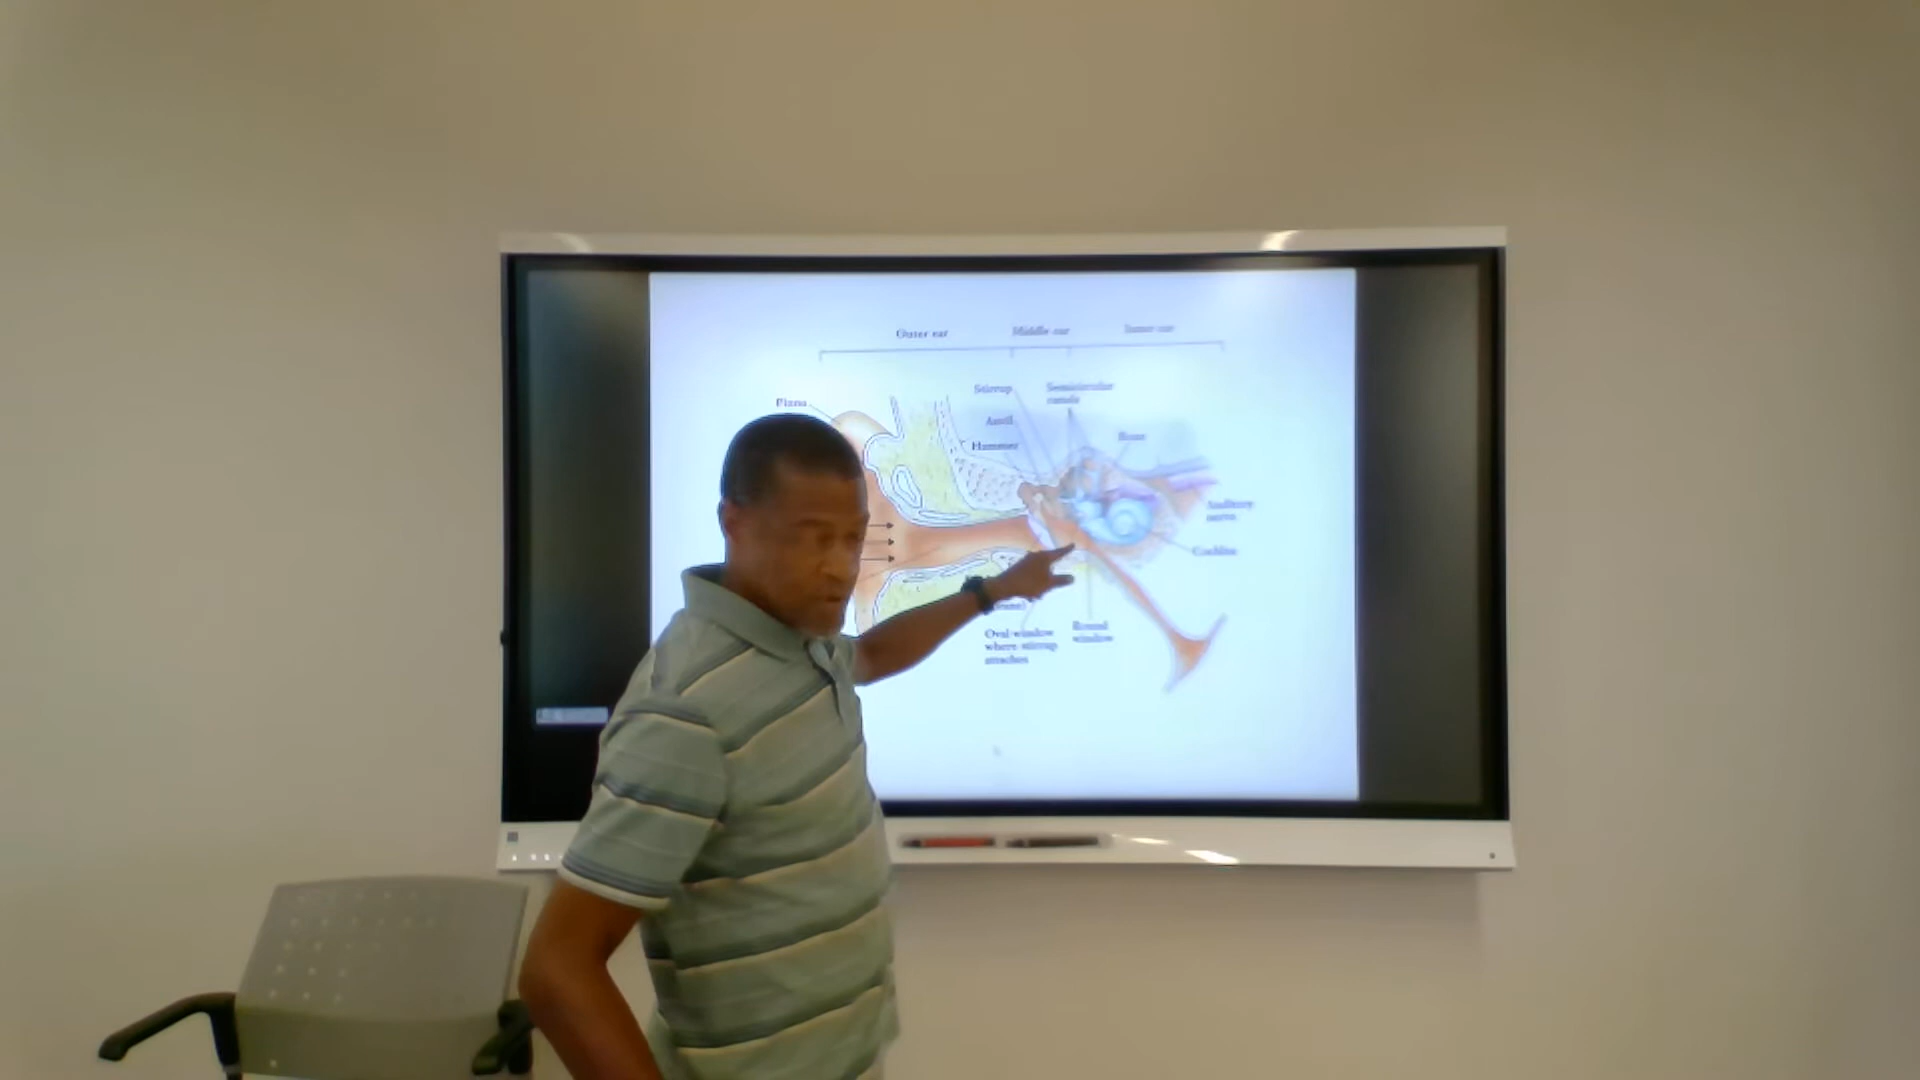 Outer ear
Middle ear
Inner ear
Stirrup
Semicircular
canals
Pinna
Anvil
Bone
Hammer
Auditory
nerve
Cochlea
Oval window
where stirrup
attaches
Round
window